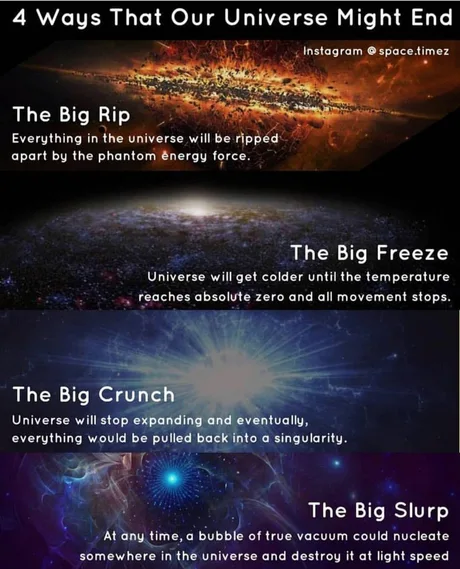 4 Ways That Our Universe Might End
Instagram @ space.timez
The Big Rip
Everything in the universe will be ripped
apart by the phantom energy force.
The Big Freeze
Universe will get colder until the temperature
reaches absolute zero and all movement stops.
The Big Crunch
Universe will stop expanding and eventually,
everything would be pulled back into a singularity.
The Big Slurp
At any time, a bubble of true vacuum could nucleate
somewhere in the universe and destroy it at light speed